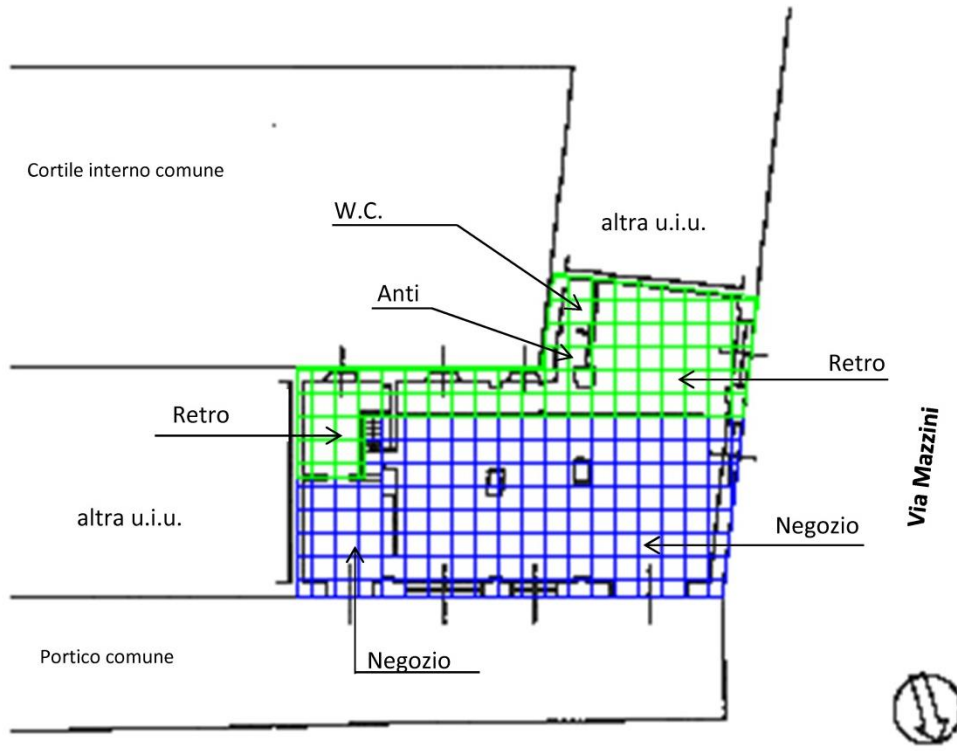 Cortile interno comune
W.C.
altra u.i.u.
Anti
Retro
Retro
Via Mazzini
altra u.i.u.
Negozio
Portico comune
Negozio